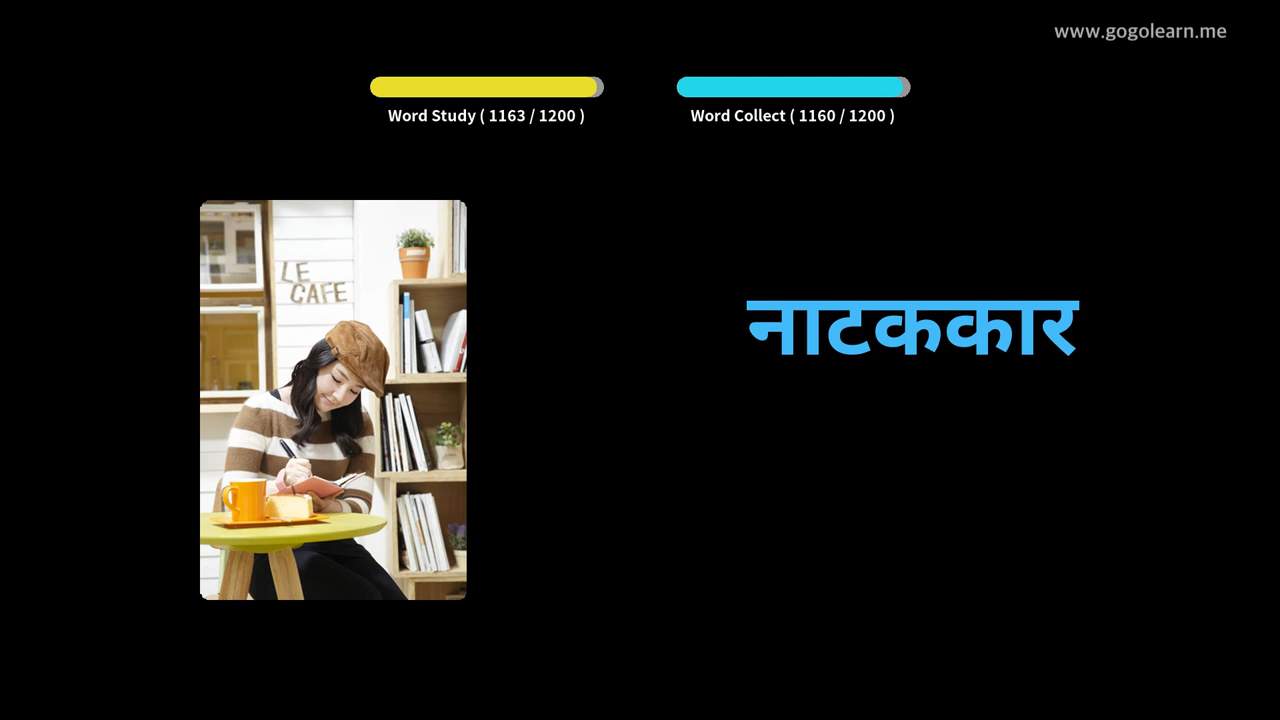 www.gogolearn.me
Word Study ( 1163 / 1200 )
Word Collect ( 1160 / 1200 )
LE
CAFE
नाटककार